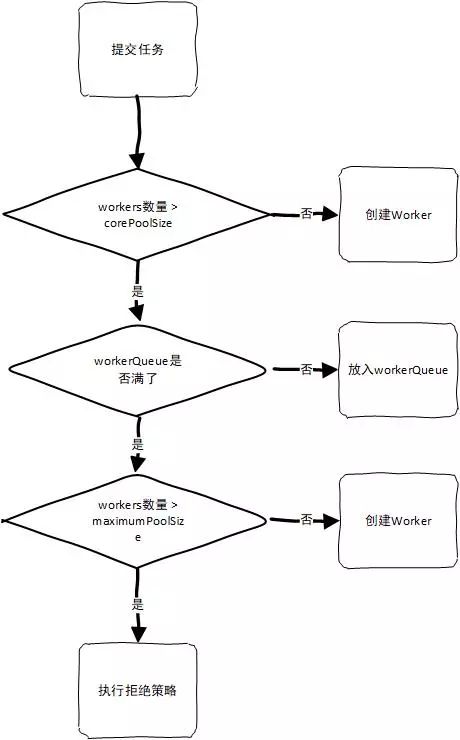 提交任务
workers数量 >
corePoolSize
否
创建Worker
是
workerQueue是
否满了
否
放入workerQueue
是
workers数量 >
maximumPoolSiz
e
否
创建Worker
是
执行拒绝策略